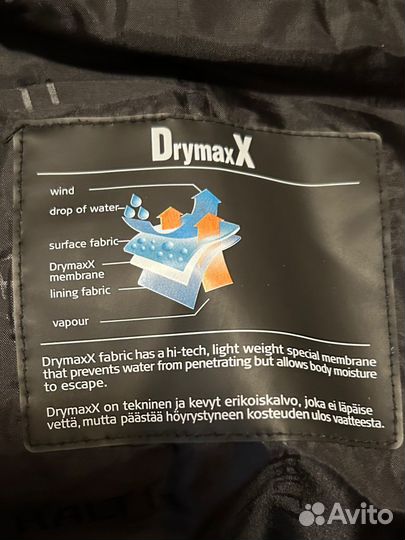 DrymaxX
wind
drop of water
surface fabric
DrymaxX
membrane
lining fabric
vapour
DrymaxX fabric has a hi-tech, light weight special membrane
that prevents water from penetrating but allows body moisture
to escape.
DrymaxX on tekninen ja kevyt erikoiskalvo, joka ei läpäise
vettä, mutta päästää höyrystyneen kosteuden ulos vaatteesta.
Avito